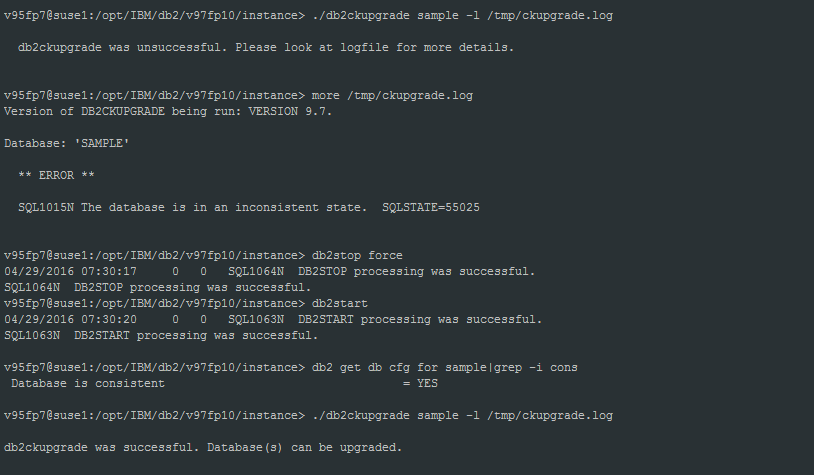 v95fp7@suse1:/opt/IBM/db2/v97fp10/instance> ./db2ckupgrade sample -l /tmp/ckupgrade.log
db2ckupgrade was unsuccessful. Please look at logfile for more details.
v95fp7@suse1:/opt/IBM/db2/v97fp10/instance> more /tmp/ckupgrade.log
Version of DB2CKUPGRADE being run: VERSION 9.7.
Database: 'SAMPLE'
** ERROR **
SQL1015N The database is in an inconsistent state.  SQLSTATE=55025
v95fp7@suse1:/opt/IBM/db2/v97fp10/instance> db2stop force
04/29/2016 07:30:17     0   0   SQL1064N  DB2STOP processing was successful.
SQL1064N  DB2STOP processing was successful.
v95fp7@suse1:/opt/IBM/db2/v97fp10/instance> db2start
04/29/2016 07:30:20     0   0   SQL1063N  DB2START processing was successful.
SQL1063N  DB2START processing was successful.
v95fp7@suse1:/opt/IBM/db2/v97fp10/instance> db2 get db cfg for sample|grep -i cons
Database is consistent                                  = YES
v95fp7@suse1:/opt/IBM/db2/v97fp10/instance> ./db2ckupgrade sample -l /tmp/ckupgrade.log
db2ckupgrade was successful. Database(s) can be upgraded.